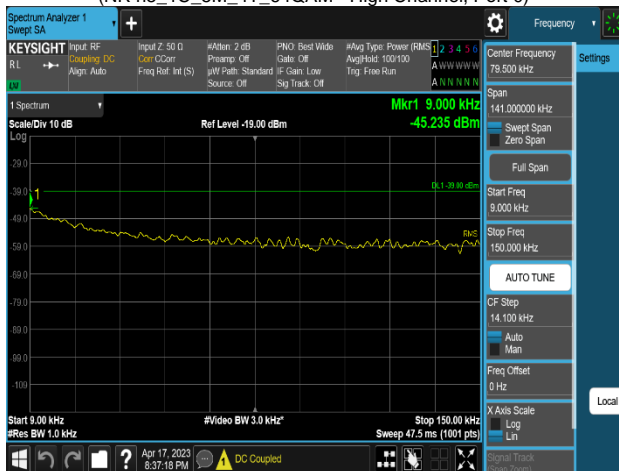 Spectrum Analyzer 1
Swept SA
Frequency
KEYSIGHT
RL
Input: RF
Coupling: DC
Align: Auto
Input Z: 50 Ω
Corr CCorr
Freq Ref: Int (S)
#Atten: 2 dB
Preamp: Off
µW Path: Standard
Source: Off
PNO: Best Wide
Gate: Off
IF Gain: Low
Sig Track: Off
#Avg Type: Power (RMS
Avg|Hold: 100/100
Trig: Free Run
1 2 3 4 5 6
A W W W W W
A N N N N N
1 Spectrum
Scale/Div 10 dB
Log
Ref Level -19.00 dBm
Mkr1 9.000 kHz
-45.235 dBm
DL1 -39.00 dBm
1
RMS
-29.0
-39.0
-49.0
-59.0
-69.0
-79.0
-89.0
-99.0
-109
Start 9.00 kHz
#Res BW 1.0 kHz
#Video BW 3.0 kHz*
Stop 150.00 kHz
Sweep 47.5 ms (1001 pts)
Apr 17, 2023
8:37:18 PM
DC Coupled
Center Frequency
79.500 kHz
Settings
Span
141.000000 kHz
Swept Span
Zero Span
Full Span
Start Freq
9.000 kHz
Stop Freq
150.000 kHz
AUTO TUNE
CF Step
14.100 kHz
Auto
Man
Freq Offset
0 Hz
X Axis Scale
Log
Lin
Local
Signal Track